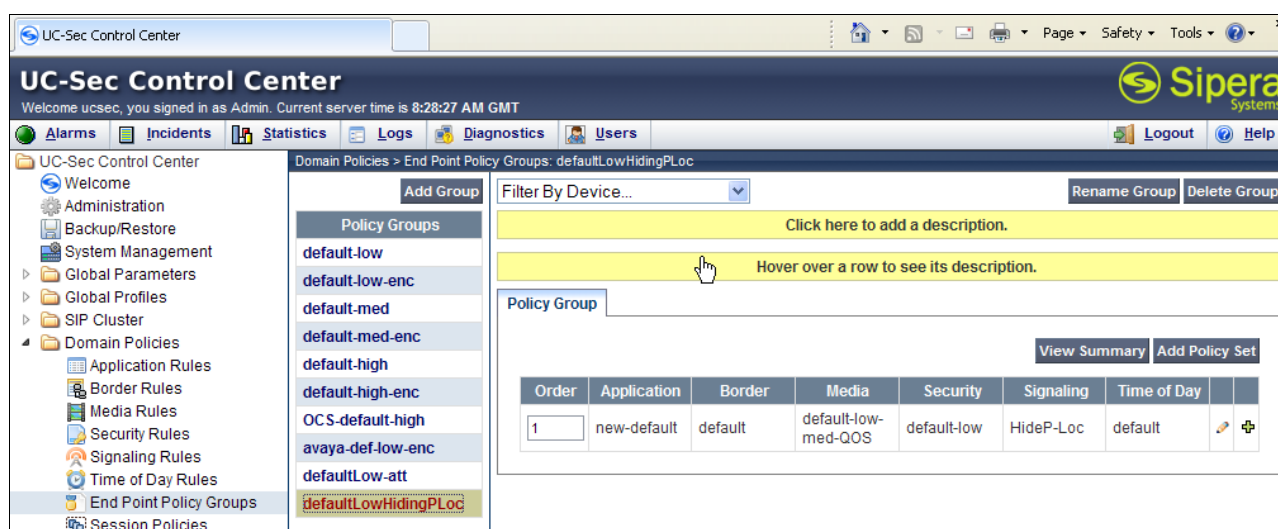 UC-Sec Control Center
Page Safety Tools
UC-Sec Control Center
Welcome ucsec, you signed in as Admin. Current server time is 8:28:27 AM GMT
Sipera
Systems
Alarms Incidents Statistics Logs Diagnostics Users Logout Help
UC-Sec Control Center
Welcome
Administration
Backup/Restore
System Management
Global Parameters
Global Profiles
SIP Cluster
Domain Policies
Application Rules
Border Rules
Media Rules
Security Rules
Signaling Rules
Time of Day Rules
End Point Policy Groups
Session Policies
Domain Policies > End Point Policy Groups: defaultLowHidingPLoc
Add Group
Policy Groups
default-low
default-low-enc
default-med
default-med-enc
default-high
default-high-enc
OCS-default-high
avaya-def-low-enc
defaultLow-att
defaultLowHidingPLoc
Filter By Device...
Rename Group Delete Group
Click here to add a description.
Hover over a row to see its description.
Policy Group
View Summary Add Policy Set
Order Application Border Media Security Signaling Time of Day
1 new-default default default-low-med-QOS default-low HideP-Loc default